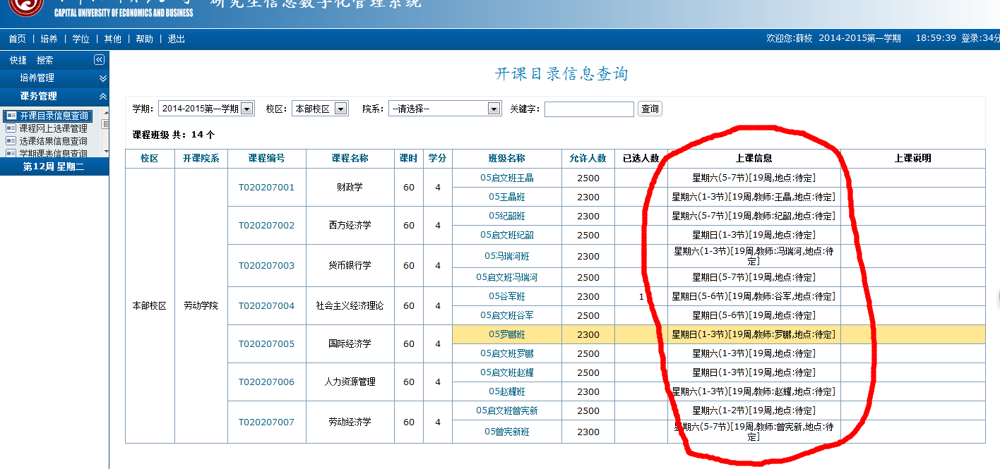 CAPITAL UNIVERSITY OF ECONOMICS AND BUSINESS
研究生信息数字化管理系统
首页 | 培养 | 学位 | 其他 | 帮助 | 退出
欢迎您:薛姣 2014-2015第一学期 18:59:39 登录:34分
快捷 搜索
培养管理
课务管理
开课目录信息查询
课程网上选课管理
选课结果信息查询
学期课表信息查询
第12周 星期二
开课目录信息查询
学期: 2014-2015第一学期 校区: 本部校区 院系: --请选择-- 关键字: 查询
课程班级 共: 14 个
校区 开课院系 课程编号 课程名称 课时 学分 班级名称 允许人数 已选人数 上课信息 上课说明
本部校区 劳动学院
T020207001 财政学 60 4
05启文班王晶 2500 星期六(5-7节)[19周,地点:待定]
05王晶班 2300 星期六(1-3节)[19周,教师:王晶,地点:待定]
T020207002 西方经济学 60 4
05纪韶班 2300 星期六(5-7节)[19周,教师:纪韶,地点:待定]
05启文班纪韶 2500 星期日(1-3节)[19周,地点:待定]
T020207003 货币银行学 60 4
05冯瑞河班 2300 星期六(1-3节)[19周,教师:冯瑞河,地点:待
定]
05启文班冯瑞河 2500 星期日(5-7节)[19周,地点:待定]
T020207004 社会主义经济理论 60 4
05谷军班 2300 1 星期日(5-6节)[19周,教师:谷军,地点:待定]
05启文班谷军 2500 星期日(5-6节)[19周,地点:待定]
T020207005 国际经济学 60 4
05罗鹏班 2300 星期日(1-3节)[19周,教师:罗鹏,地点:待定]
05启文班罗鹏 2500 星期六(1-3节)[19周,地点:待定]
T020207006 人力资源管理 60 4
05启文班赵耀 2500 星期日(1-3节)[19周,地点:待定]
05赵耀班 2300 星期六(1-3节)[19周,教师:赵耀,地点:待定]
T020207007 劳动经济学 60 4
05启文班曾宪新 2500 星期六(1-2节)[19周,地点:待定]
05曾宪新班 2300 星期六(5-7节)[19周,教师:曾宪新,地点:待
定]